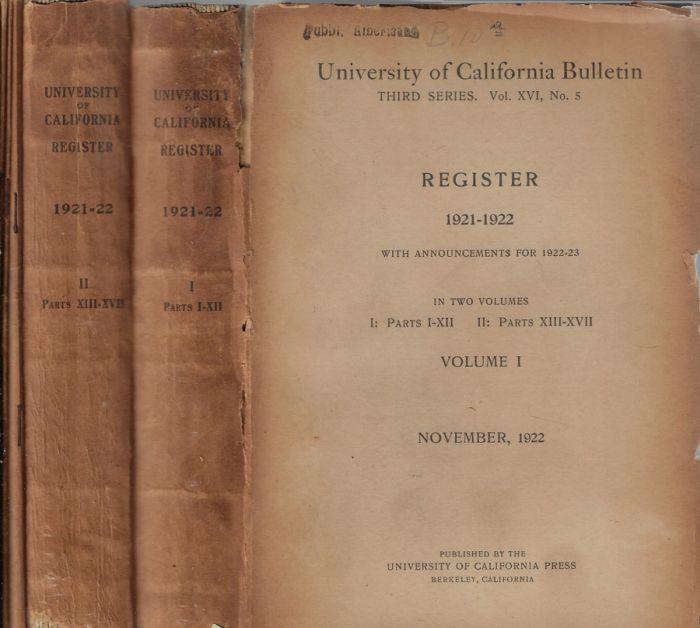 UNIVERSITY
OF
CALIFORNIA
REGISTER
1921-22
II
PARTS XIII-XVII
UNIVERSITY
OF
CALIFORNIA
REGISTER
1921-22
I
PARTS I-XII
Pubbl. Americane
B.10
University of California Bulletin
THIRD SERIES. Vol. XVI, No. 5
REGISTER
1921-1922
WITH ANNOUNCEMENTS FOR 1922-23
IN TWO VOLUMES
I: PARTS I-XII II: PARTS XIII-XVII
VOLUME I
NOVEMBER, 1922
PUBLISHED BY THE
UNIVERSITY OF CALIFORNIA PRESS
BERKELEY, CALIFORNIA